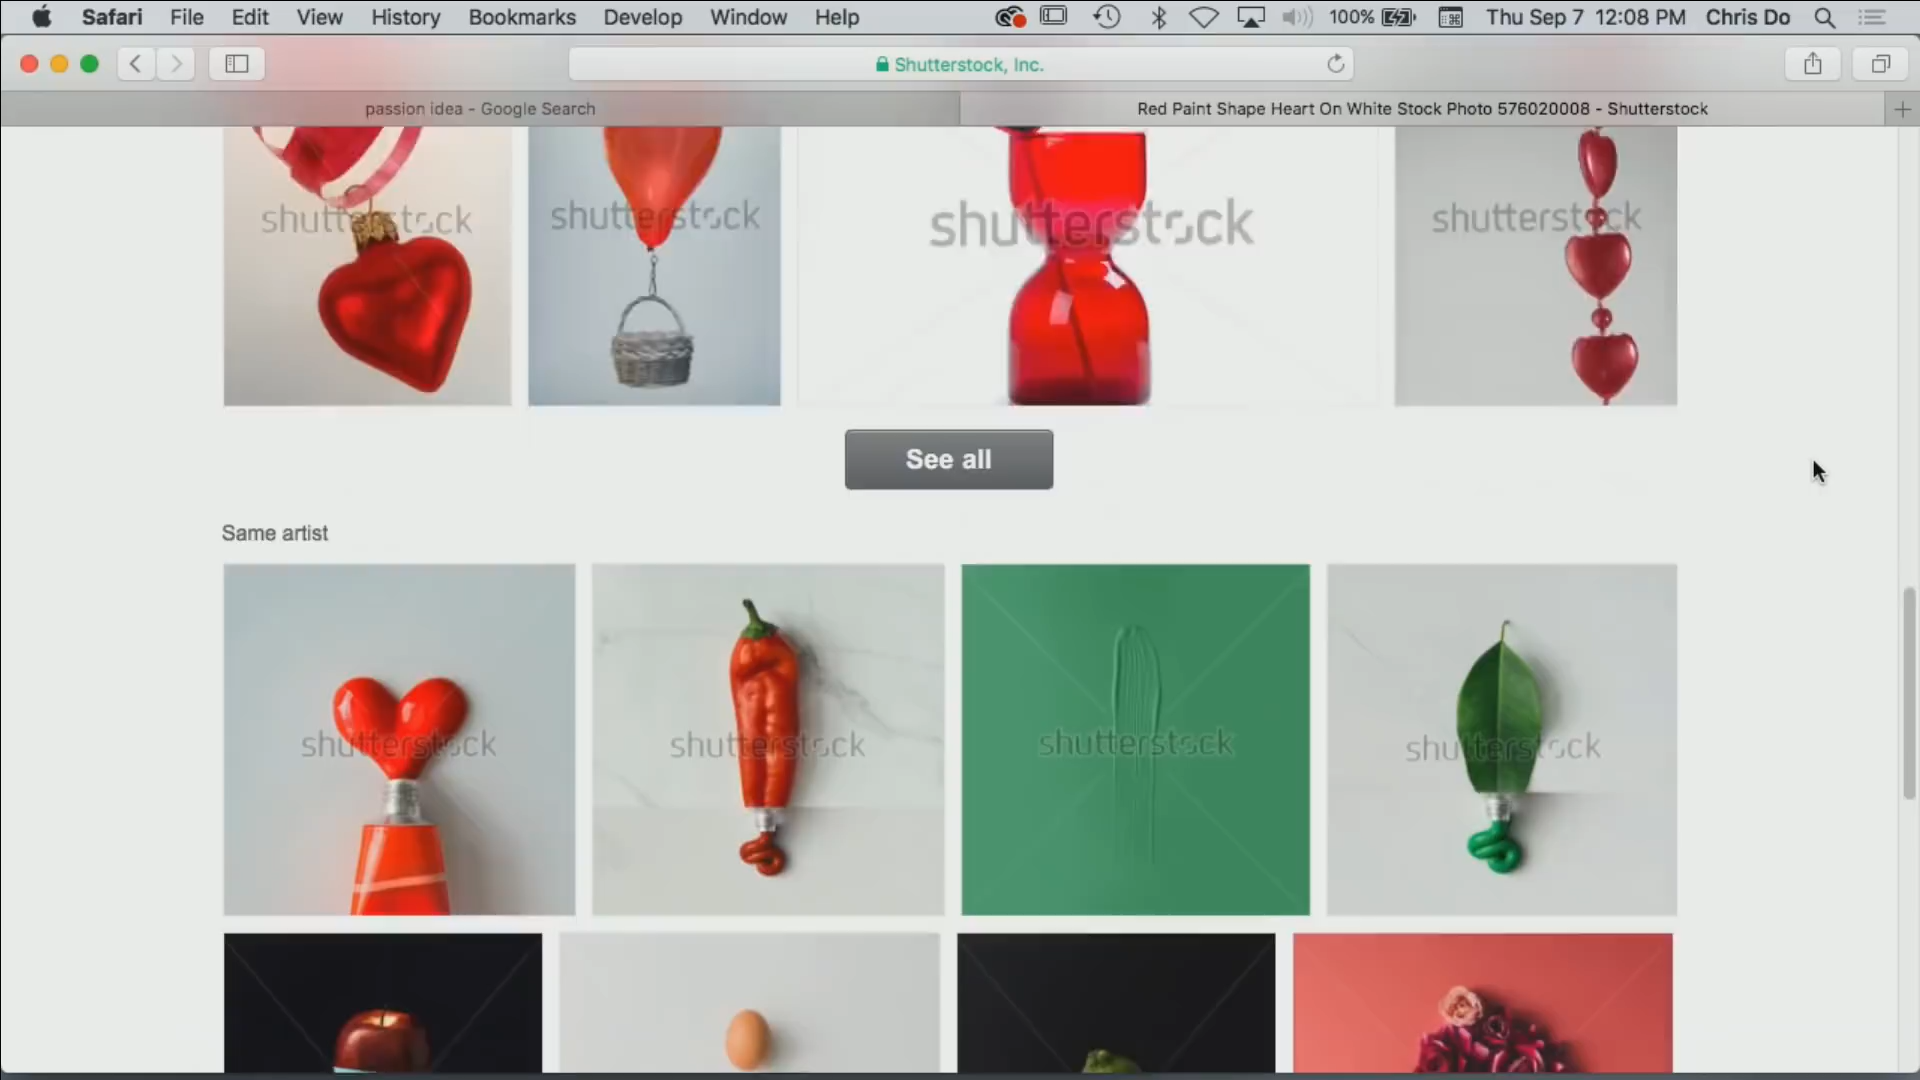 Safari File Edit View History Bookmarks Develop Window Help 100% Thu Sep 7 12:08 PM Chris Do
Shutterstock, Inc.
passion idea - Google Search
Red Paint Shape Heart On White Stock Photo 576020008 - Shutterstock
shutterstock
shutterstock
shutterstock
shutterstock
See all
Same artist
shutterstock
shutterstock
shutterstock
shutterstock